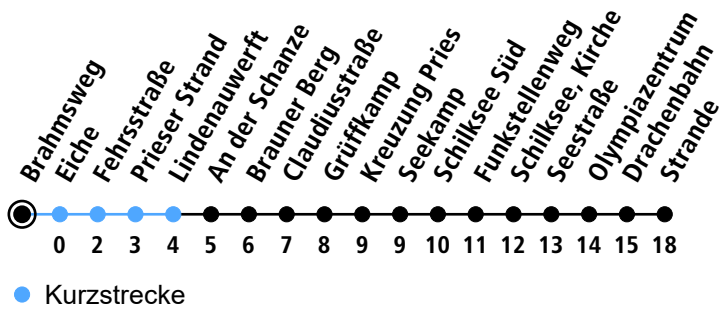 Brahmsweg
Eiche
Fehrsstraße
Prieser Strand
Lindenauwerft
An der Schanze
Brauner Berg
Claudiusstraße
Grüffkamp
Kreuzung Pries
Seekamp
Schilksee Süd
Funkstellenweg
Schilksee, Kirche
Seestraße
Olympiazentrum
Drachenbahn
Strande
0 2 3 4 5 6 7 8 9 9 10 11 12 13 14 15 18
Kurzstrecke